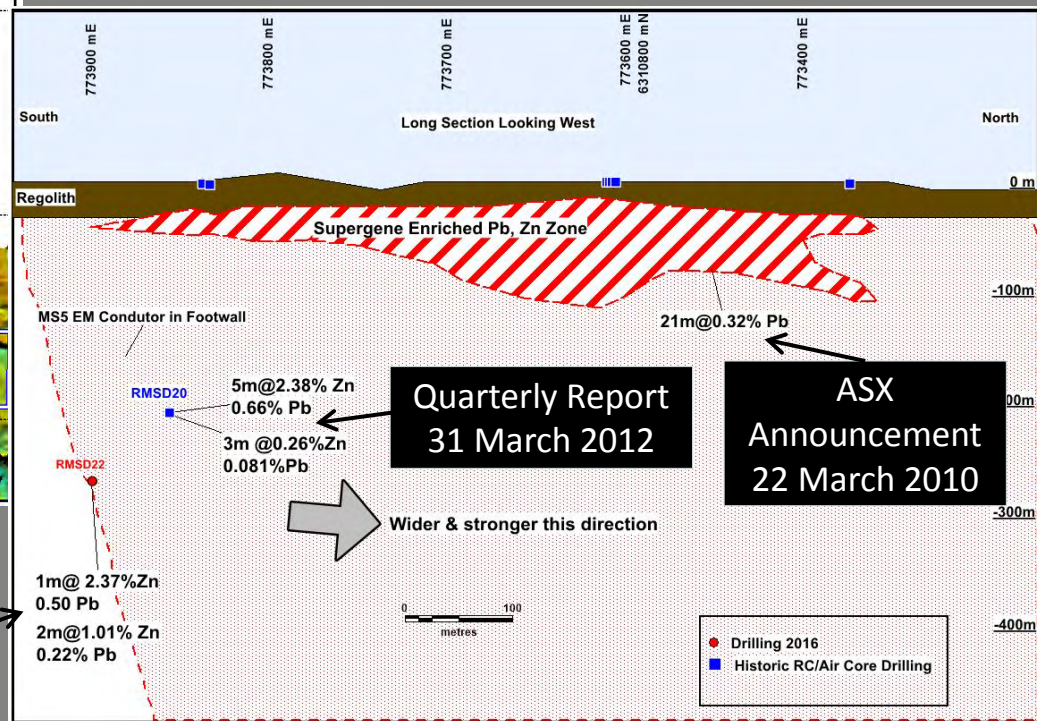 773900 mE
773800 mE
773700 mE
773600 mE
6310800 mN
773400 mE
South
Long Section Looking West
North
0 m
Regolith
Supergene Enriched Pb, Zn Zone
-100m
MS5 EM Condutor in Footwall
21m@0.32% Pb
RMSD20
5m@2.38% Zn
0.66% Pb
3m @0.26%Zn
0.081%Pb
Quarterly Report
31 March 2012
ASX
Announcement
22 March 2010
00m
RMSD22
Wider & stronger this direction
-300m
1m@ 2.37%Zn
0.50 Pb
2m@1.01% Zn
0.22% Pb
0 100
metres
-400m
Drilling 2016
Historic RC/Air Core Drilling